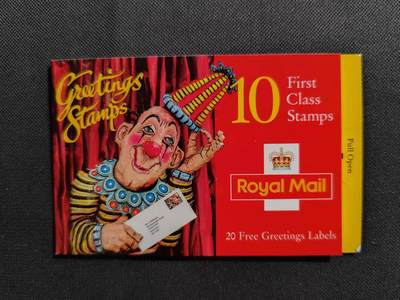 Greetings
Stamps
10
First
Class
Stamps
Pull Open
Royal Mail
20 Free Greetings Labels